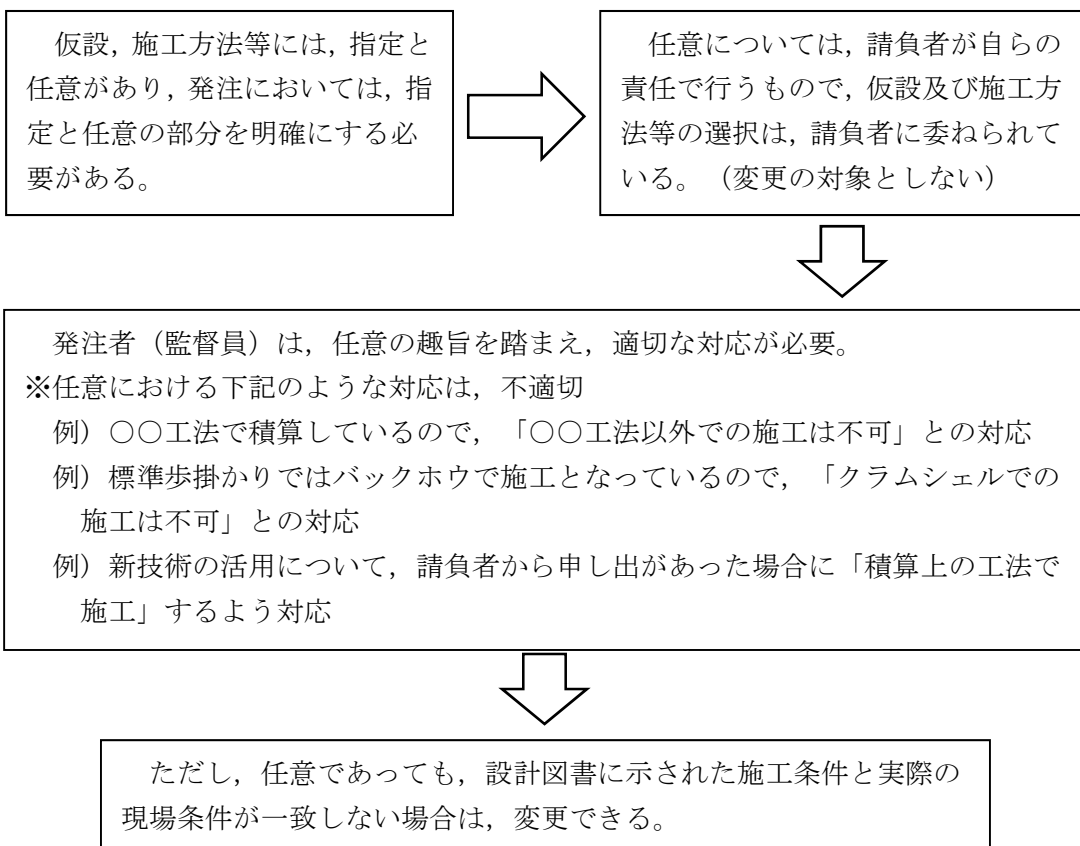 仮設，施工方法等には，指定と
任意があり，発注においては，指
定と任意の部分を明確にする必
要がある。
任意については，請負者が自らの
責任で行うもので，仮設及び施工方
法等の選択は，請負者に委ねられて
いる。（変更の対象としない）
発注者（監督員）は，任意の趣旨を踏まえ，適切な対応が必要。
※任意における下記のような対応は，不適切
例）○○工法で積算しているので，「○○工法以外での施工は不可」との対応
例）標準歩掛かりではバックホウで施工となっているので，「クラムシェルでの
施工は不可」との対応
例）新技術の活用について，請負者から申し出があった場合に「積算上の工法で
施工」するよう対応
ただし，任意であっても，設計図書に示された施工条件と実際の
現場条件が一致しない場合は，変更できる。